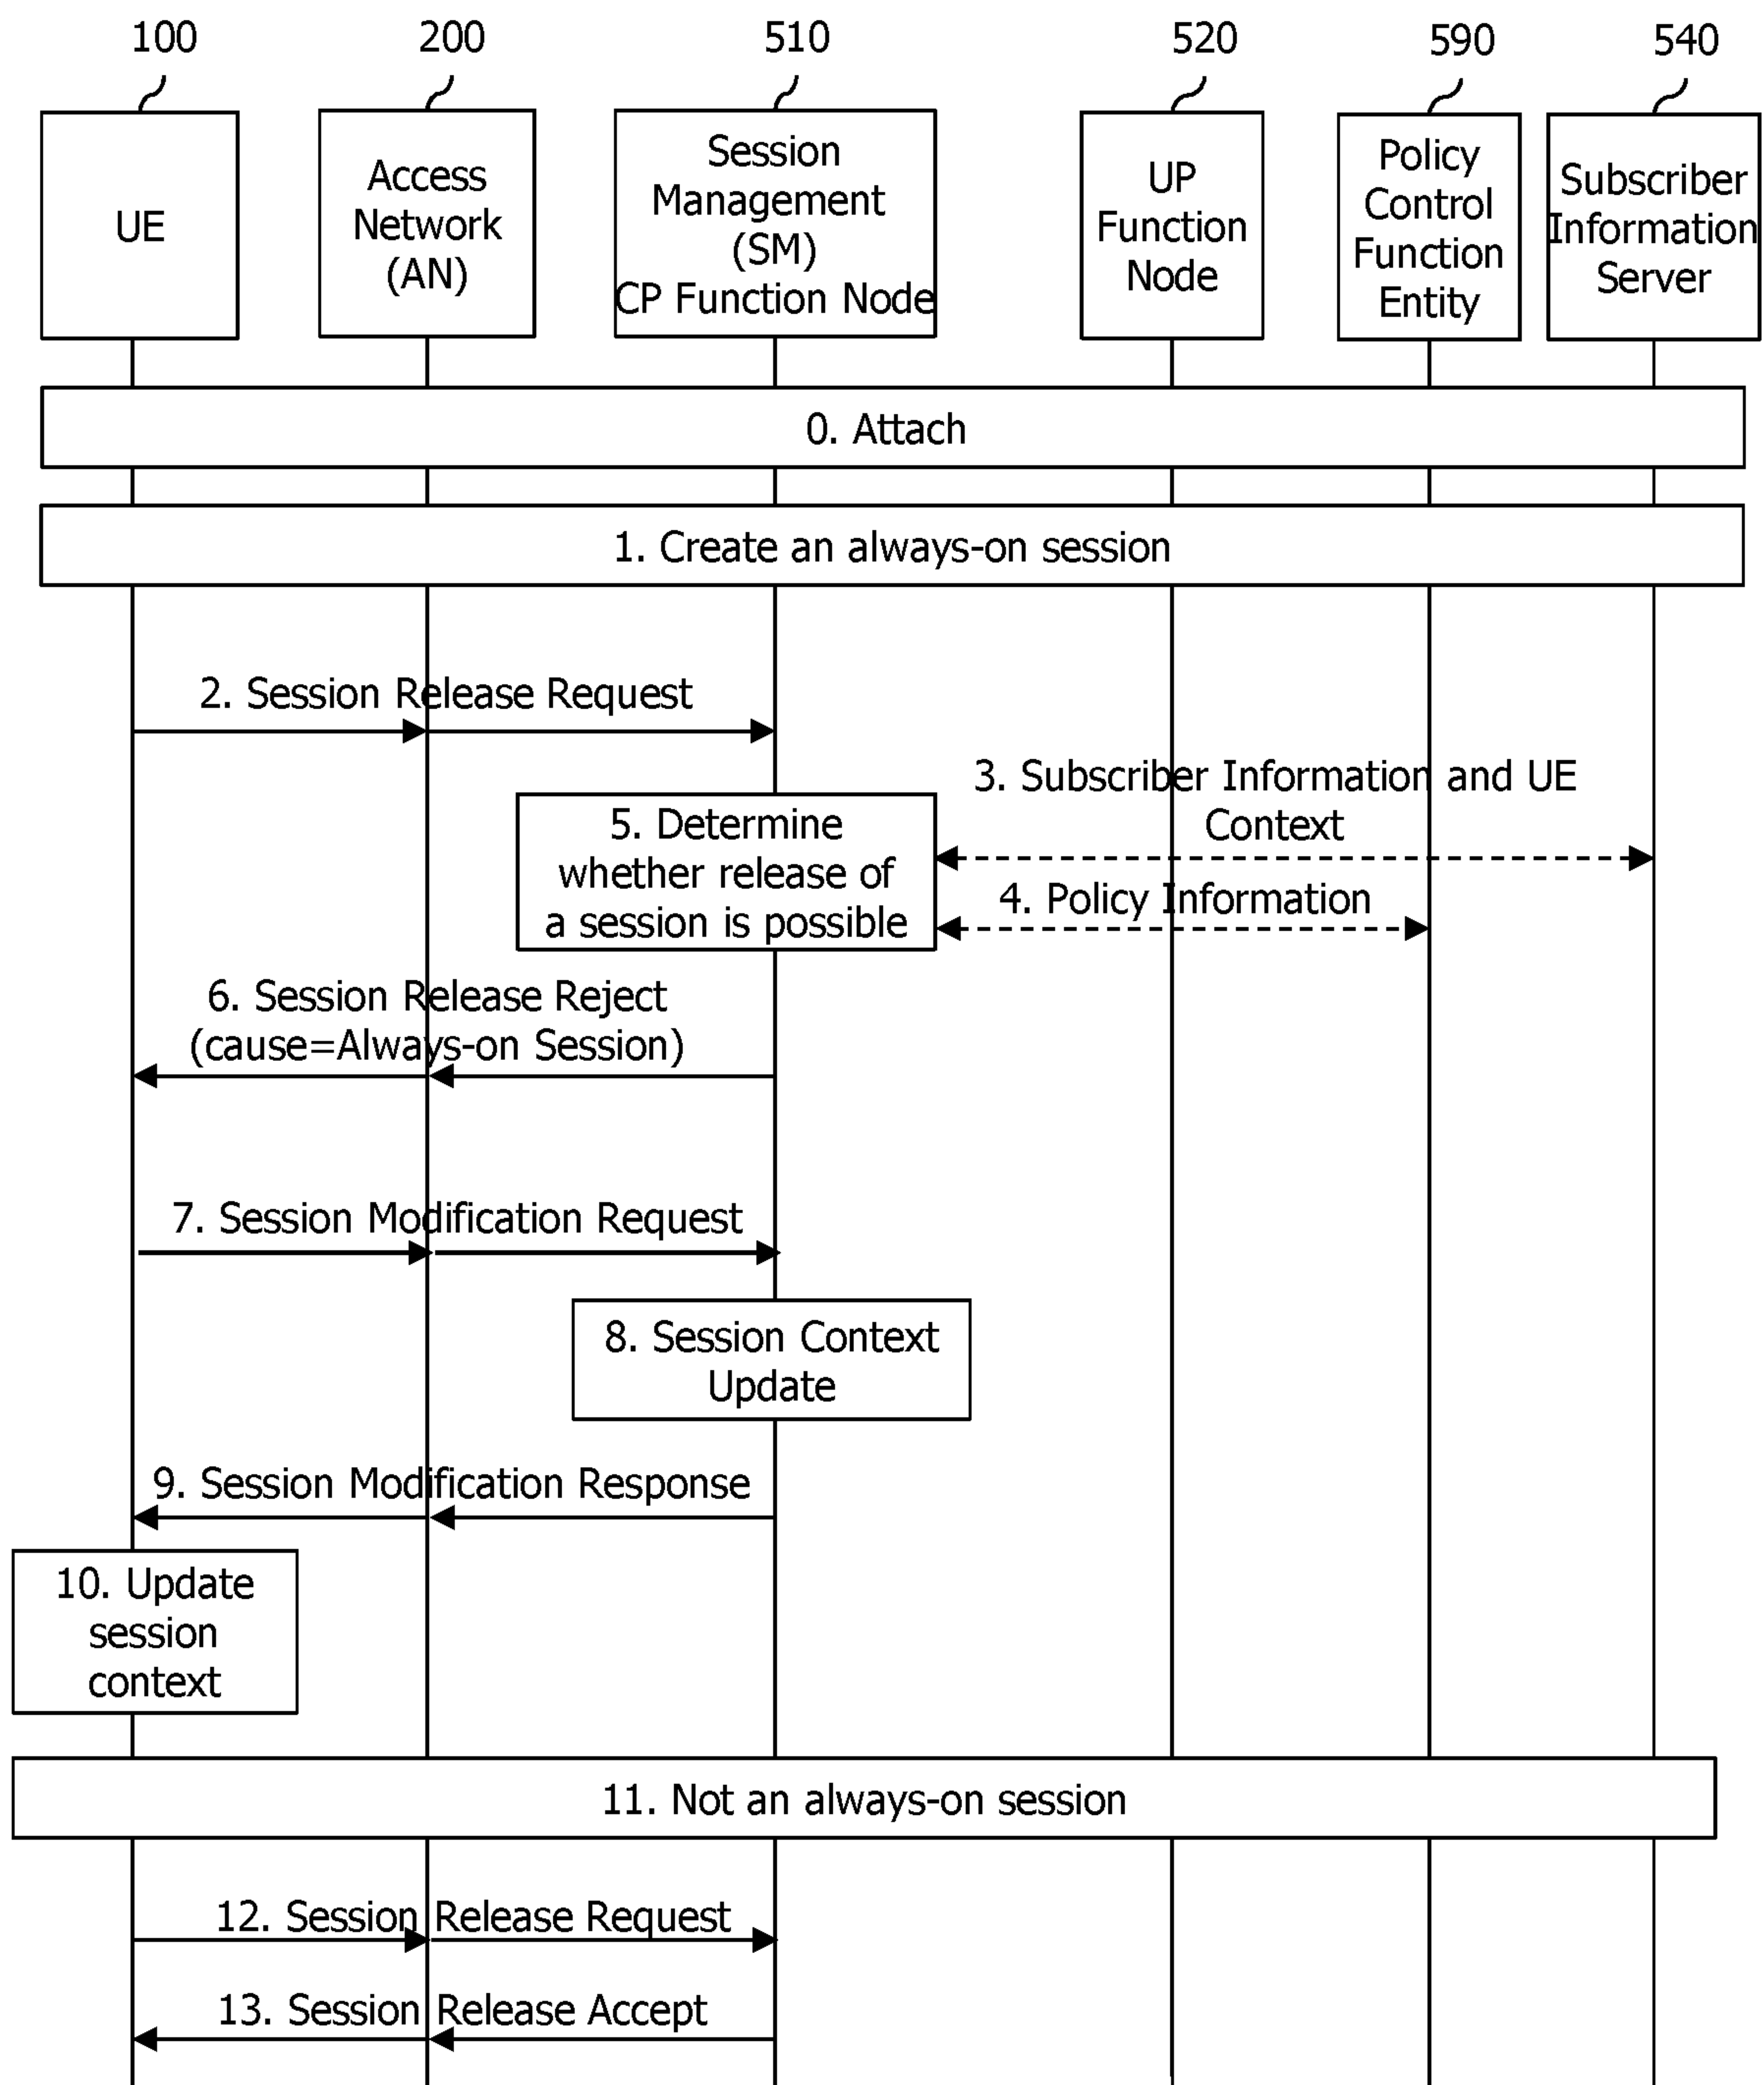 100
200
510
520
590
540
UE
Access
Network
(AN)
Session
Management
(SM)
CP Function Node
UP
Function
Node
Policy
Control
Function
Entity
Subscriber
Information
Server
0. Attach
1. Create an always-on session
2. Session Release Request
3. Subscriber Information and UE
Context
4. Policy Information
5. Determine
whether release of
a session is possible
6. Session Release Reject
(cause=Always-on Session)
7. Session Modification Request
8. Session Context
Update
9. Session Modification Response
10. Update
session
context
11. Not an always-on session
12. Session Release Request
13. Session Release Accept